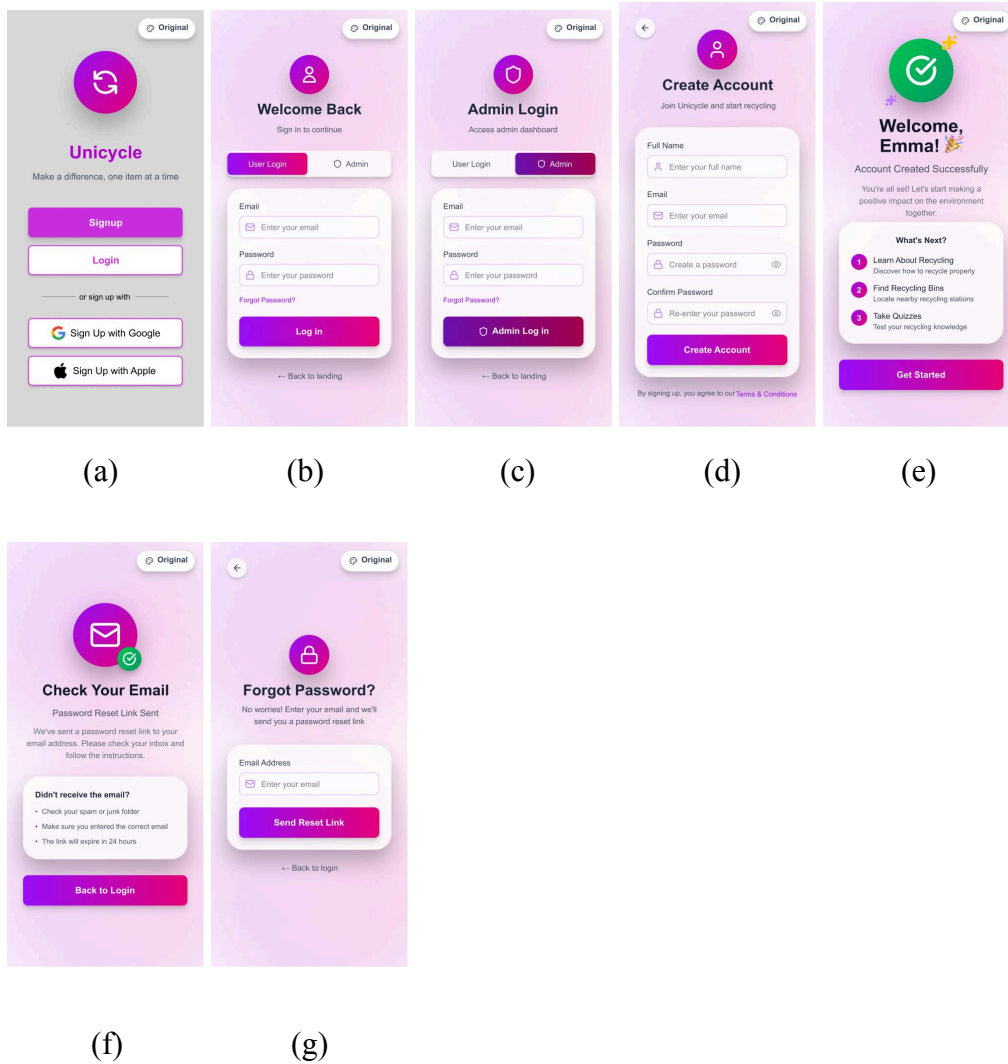 Original
Unicycle
Make a difference, one item at a time
Signup
Login
or sign up with
Sign Up with Google
Sign Up with Apple
(a)
Original
Welcome Back
Sign in to continue
User Login Admin
Email
Enter your email
Password
Enter your password
Forgot Password?
Log in
← Back to landing
(b)
Original
Admin Login
Access admin dashboard
User Login Admin
Email
Enter your email
Password
Enter your password
Forgot Password?
Admin Log in
← Back to landing
(c)
←
Original
Create Account
Join Unicycle and start recycling
Full Name
Enter your full name
Email
Enter your email
Password
Create a password
Confirm Password
Re-enter your password
Create Account
By signing up, you agree to our Terms & Conditions
(d)
Original
Welcome,
Emma! 🎉
Account Created Successfully
You're all set! Let's start making a
positive impact on the environment
together.
What's Next?
1 Learn About Recycling
Discover how to recycle properly
2 Find Recycling Bins
Locate nearby recycling stations
3 Take Quizzes
Test your recycling knowledge
Get Started
(e)
Original
Check Your Email
Password Reset Link Sent
We've sent a password reset link to your
email address. Please check your inbox and
follow the instructions.
Didn't receive the email?
• Check your spam or junk folder
• Make sure you entered the correct email
• The link will expire in 24 hours
Back to Login
(f)
←
Original
Forgot Password?
No worries! Enter your email and we'll
send you a password reset link
Email Address
Enter your email
Send Reset Link
← Back to login
(g)